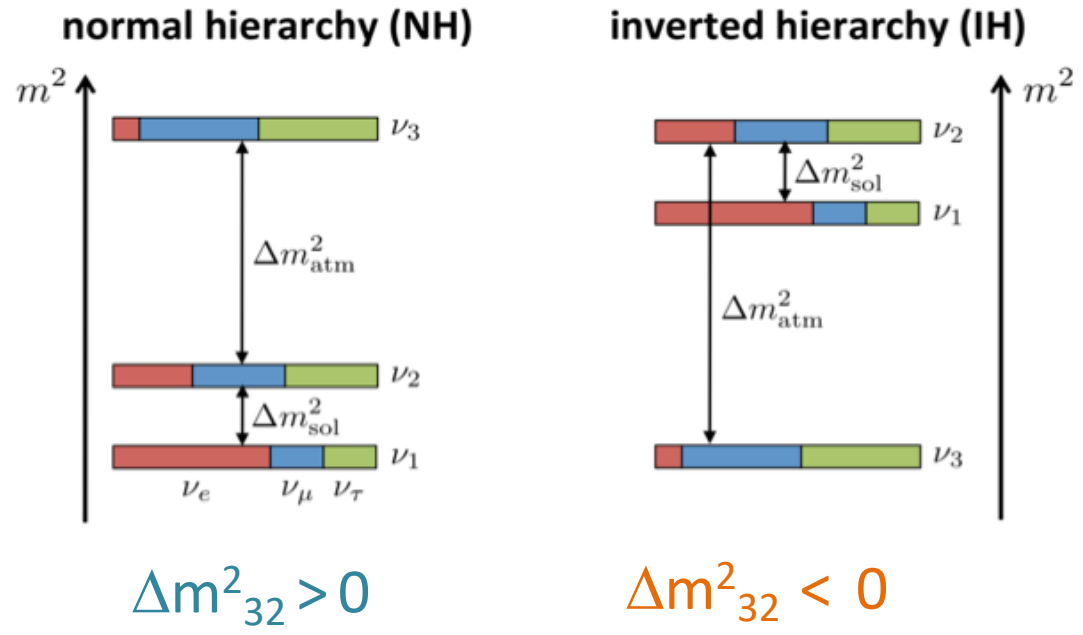 normal hierarchy (NH)
m²
ν₃
Δm²atm
ν₂
Δm²sol
ν₁
νe νμ ντ
Δm²₃₂ > 0
inverted hierarchy (IH)
m²
ν₂
Δm²sol
ν₁
Δm²atm
ν₃
Δm²₃₂ < 0